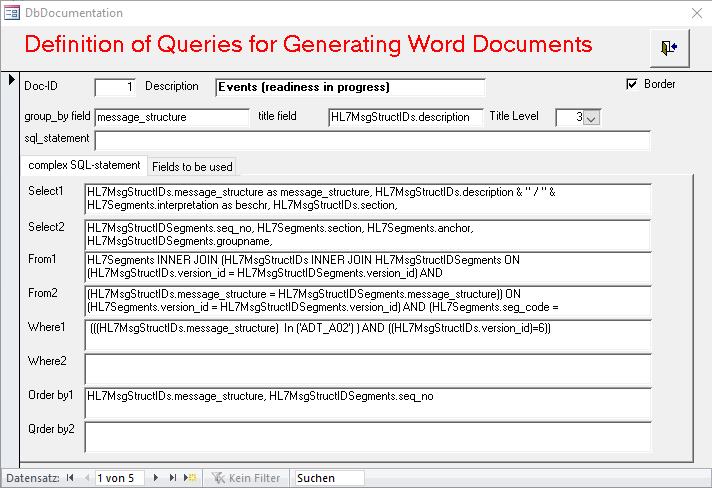 DbDocumentation
Definition of Queries for Generating Word Documents
Doc-ID 1 Description Events (readiness in progress) Border
group_by field message_structure title field HL7MsgStructIDs.description Title Level 3
sql_statement
complex SQL-statement Fields to be used
Select1 HL7MsgStructIDs.message_structure as message_structure, HL7MsgStructIDs.description & " / " &
HL7Segments.interpretation as beschr, HL7MsgStructIDs.section,
Select2 HL7MsgStructIDSegments.seq_no, HL7Segments.section, HL7Segments.anchor,
HL7MsgStructIDSegments.groupname,
From1 HL7Segments INNER JOIN (HL7MsgStructIDs INNER JOIN HL7MsgStructIDSegments ON
(HL7MsgStructIDs.version_id = HL7MsgStructIDSegments.version_id) AND
From2 (HL7MsgStructIDs.message_structure = HL7MsgStructIDSegments.message_structure)) ON
(HL7Segments.version_id = HL7MsgStructIDSegments.version_id) AND (HL7Segments.seg_code =
Where1 (((HL7MsgStructIDs.message_structure) In ('ADT_A02') ) AND ((HL7MsgStructIDs.version_id)=6))
Where2
Order by1 HL7MsgStructIDs.message_structure, HL7MsgStructIDSegments.seq_no
Qrder by2
Datensatz: 1 von 5 Kein Filter Suchen